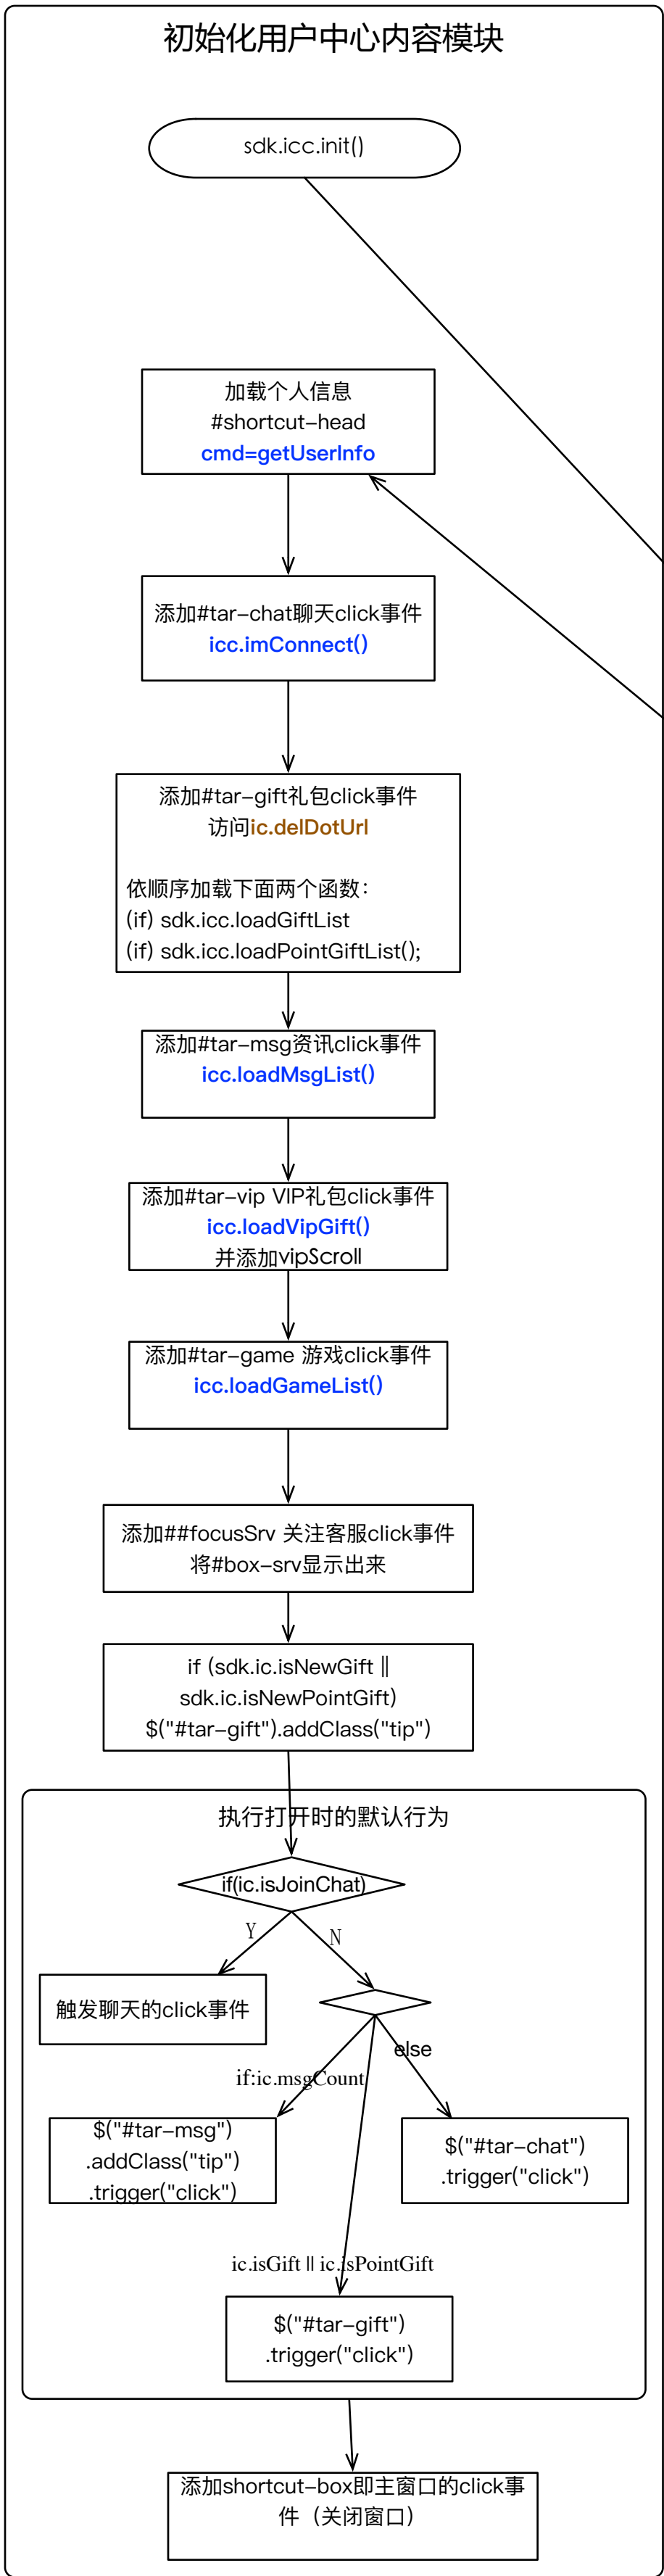 初始化用户中心内容模块
sdk.icc.init()
加载个人信息
#shortcut-head
cmd=getUserInfo
添加#tar-chat聊天click事件
icc.imConnect()
添加#tar-gift礼包click事件
访问ic.delDotUrl
依顺序加载下面两个函数：
(if) sdk.icc.loadGiftList
(if) sdk.icc.loadPointGiftList();
添加#tar-msg资讯click事件
icc.loadMsgList()
添加#tar-vip VIP礼包click事件
icc.loadVipGift()
并添加vipScroll
添加#tar-game 游戏click事件
icc.loadGameList()
添加##focusSrv 关注客服click事件
将#box-srv显示出来
if (sdk.ic.isNewGift ||
sdk.ic.isNewPointGift)
$("#tar-gift").addClass("tip")
执行打开时的默认行为
if(ic.isJoinChat)
Y
N
触发聊天的click事件
else
if:ic.msgCount
$("#tar-msg")
.addClass("tip")
.trigger("click")
$("#tar-chat")
.trigger("click")
ic.isGift || ic.isPointGift
$("#tar-gift")
.trigger("click")
添加shortcut-box即主窗口的click事
件（关闭窗口）